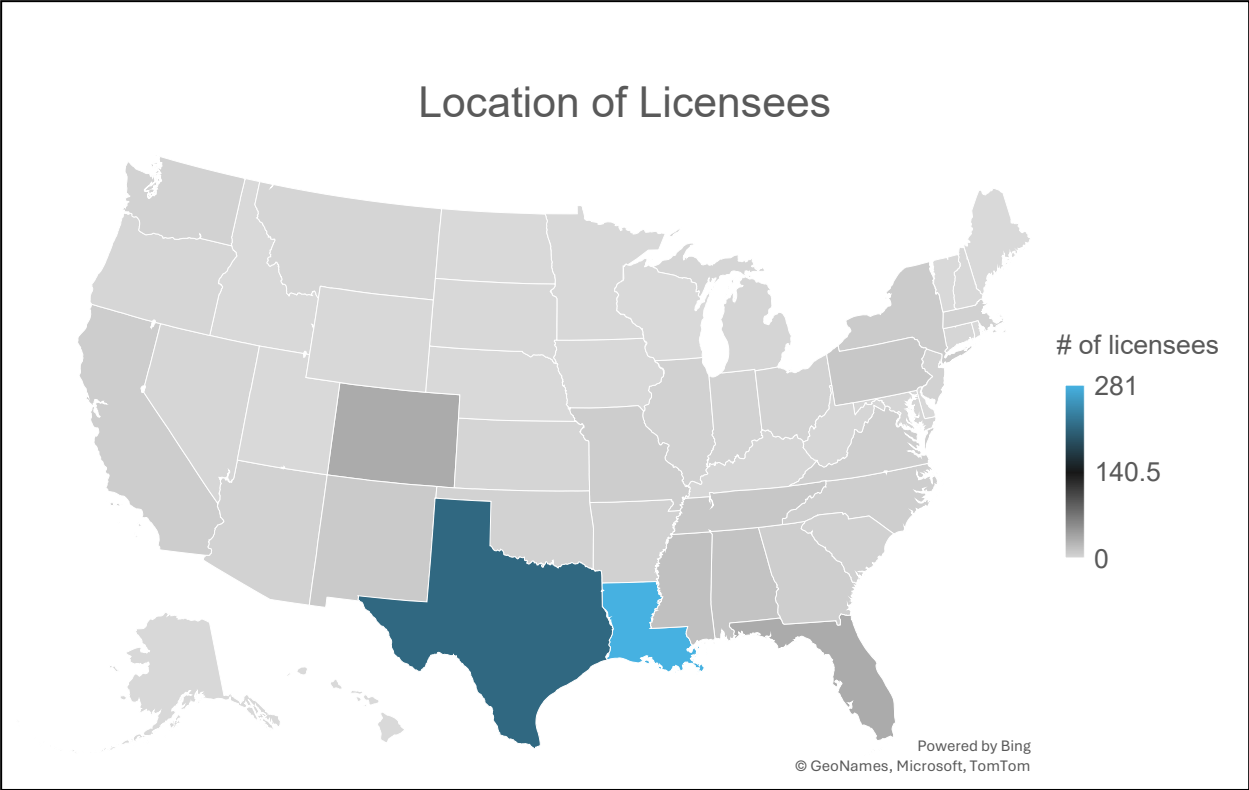 Location of Licensees
# of licensees
281
140.5
0
Powered by Bing
© GeoNames, Microsoft, TomTom